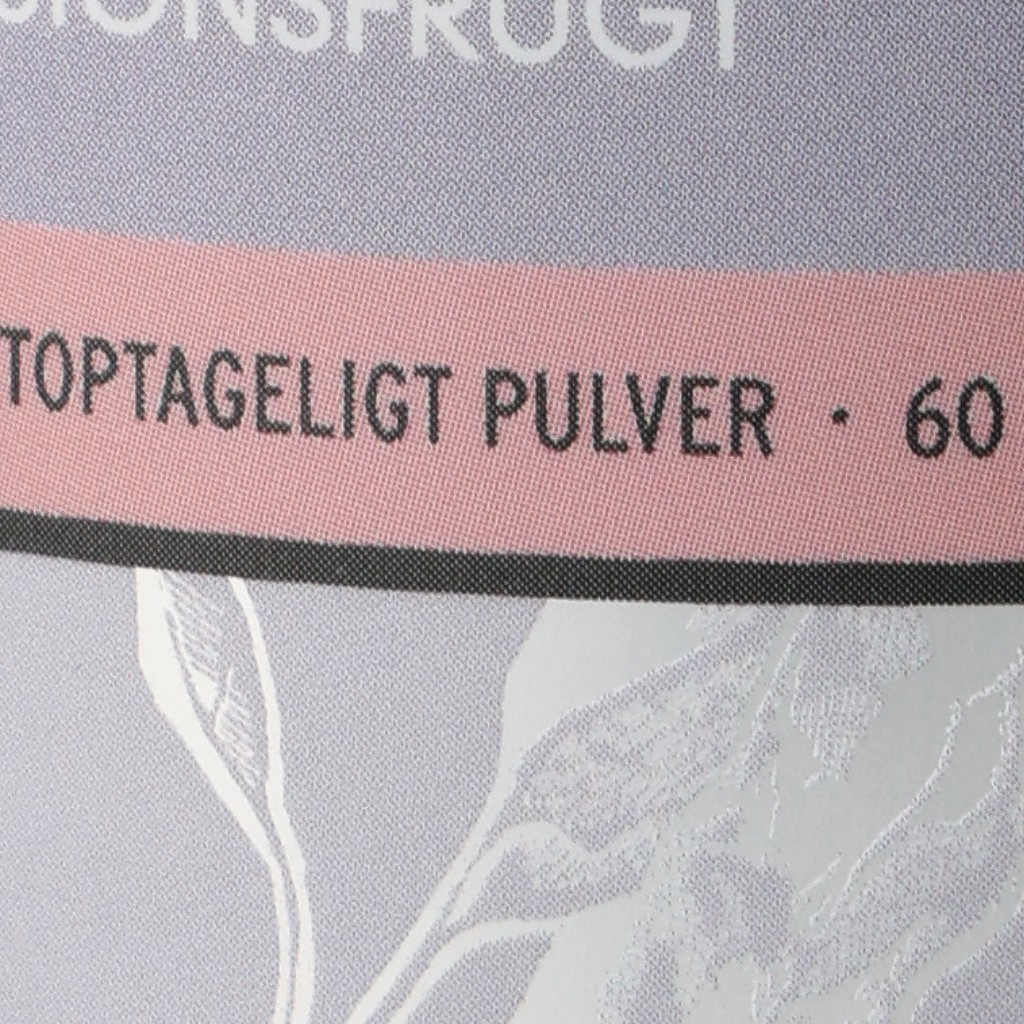 SIONSFRUGT
TOPTAGELIGT PULVER · 60